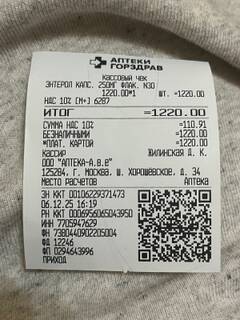 АПТЕКИ
ГОРЗДРАВ
КАССОВЫЙ ЧЕК
ЭНТЕРОЛ КАПС. 250МГ ФЛАК. N30
1220.00*1 ШТ. =1220.00
НДС 10% [M+] 6287
ИТОГ =1220.00
СУММА НДС 10% =110.91
БЕЗНАЛИЧНЫМИ =1220.00
*ПЛАТ. КАРТОЙ =1220.00
Кассир Жилинская Д. К.
ООО "АПТЕКА-А.в.е"
125284, Г. МОСКВА, Ш. ХОРОШЁВСКОЕ, Д. 34
МЕСТО РАСЧЕТОВ Аптека
ЗН ККТ 00106229371473
06.12.25 16:19
РН ККТ 0006956065043950
ИНН 7705947629
ФН 7380440902205004
ФД 12246
ФП 0294643996
ПРИХОД